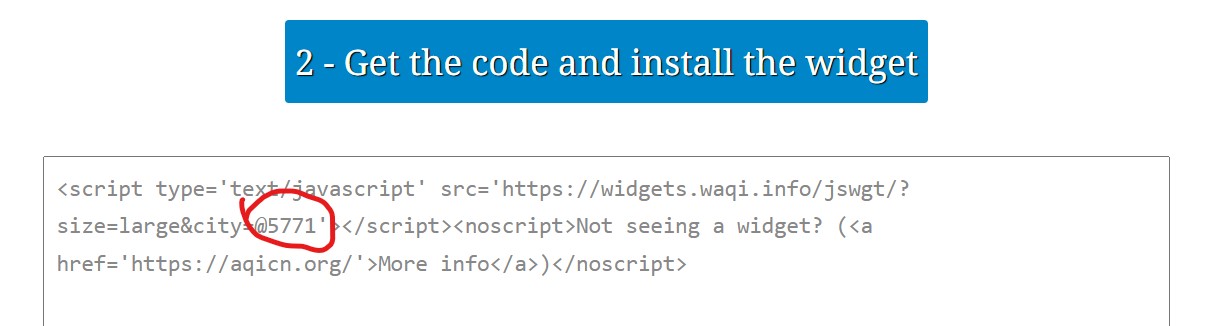 2 - Get the code and install the widget
<script type='text/javascript' src='https://widgets.waqi.info/jswgt/?
size=large&city=@5771'></script><noscript>Not seeing a widget? (<a
href='https://aqicn.org/'>More info</a>)</noscript>